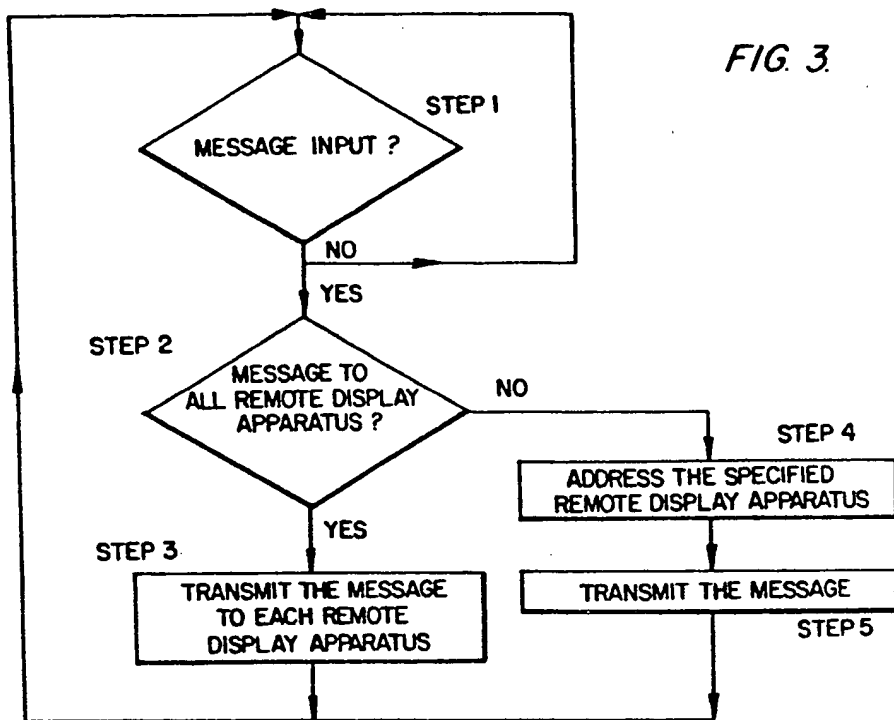 FIG. 3.
STEP 1
MESSAGE INPUT ?
NO
YES
STEP 2
MESSAGE TO
ALL REMOTE DISPLAY
APPARATUS ?
NO
STEP 4
ADDRESS THE SPECIFIED
REMOTE DISPLAY APPARATUS
YES
STEP 3
TRANSMIT THE MESSAGE
TO EACH REMOTE
DISPLAY APPARATUS
TRANSMIT THE MESSAGE
STEP 5